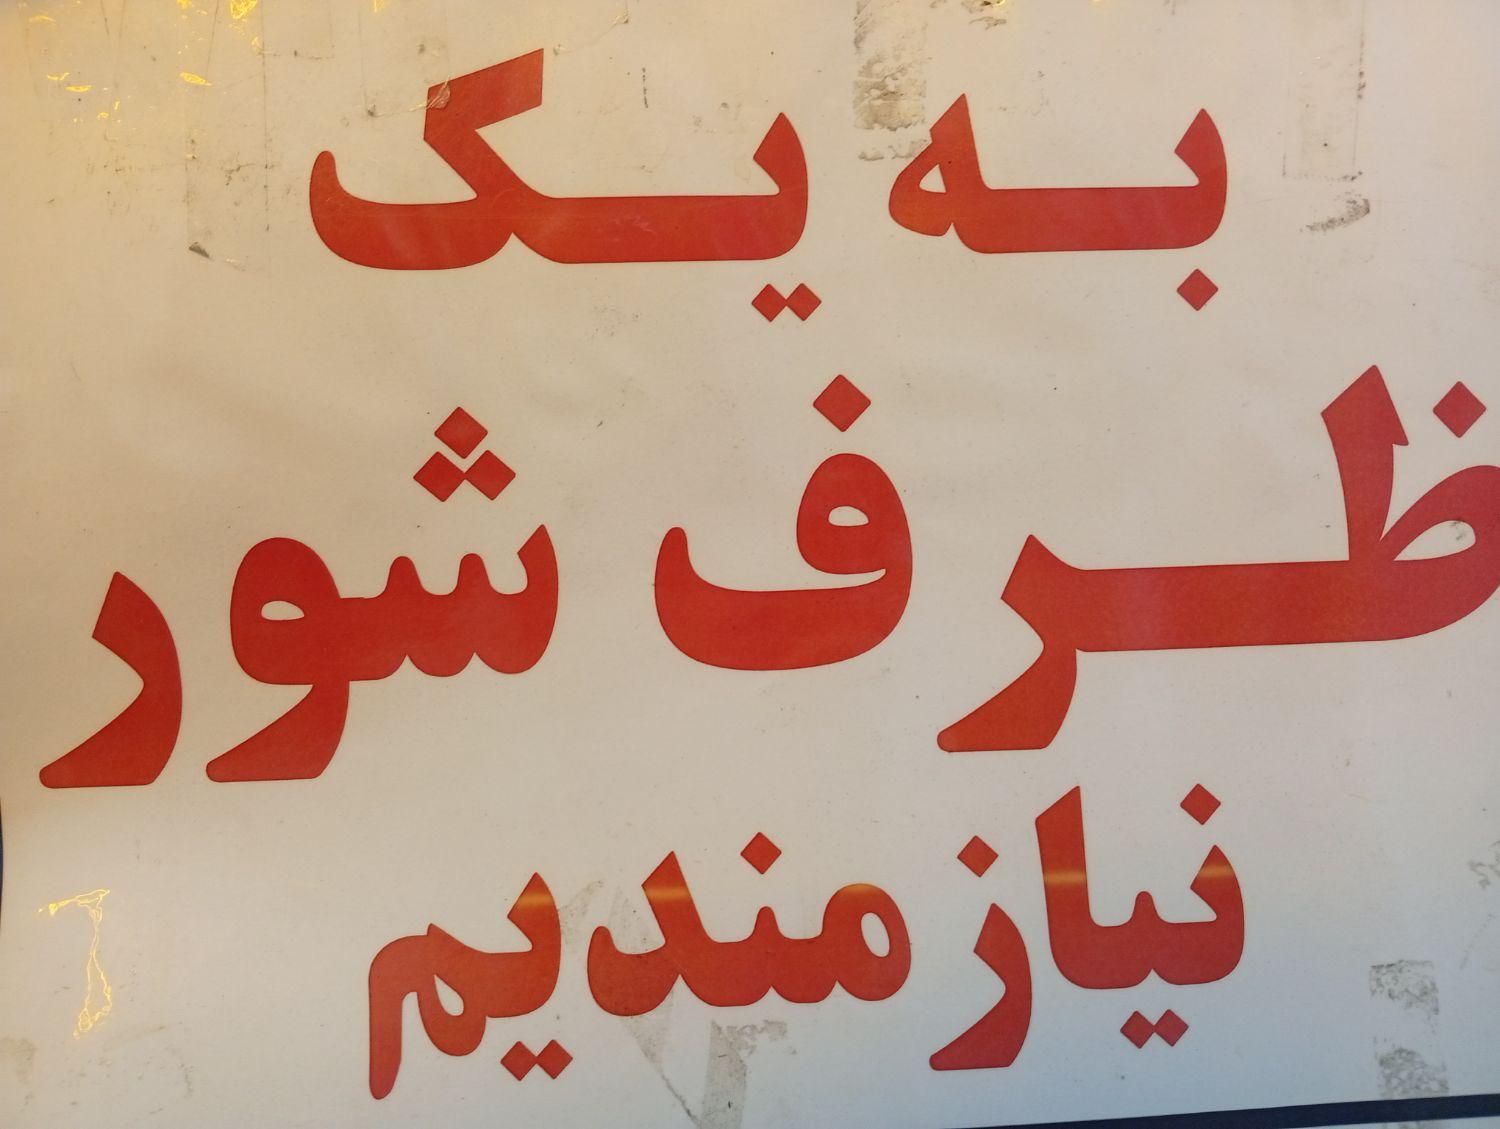 به یک
ظرف شور
نیازمندیم